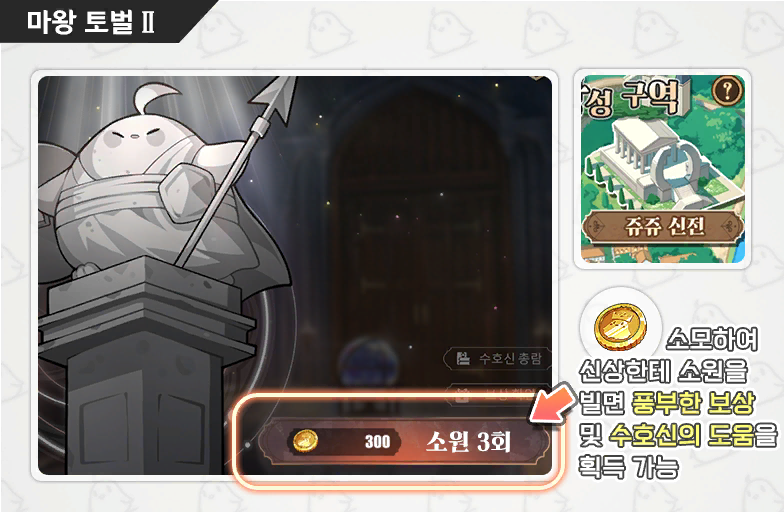 마왕 토벌 Ⅱ
성 구역
?
쥬쥬 신전
수호신 총람
300 소원 3회
소모하여
신상한테 소원을
빌면 풍부한 보상
및 수호신의 도움을
획득 가능